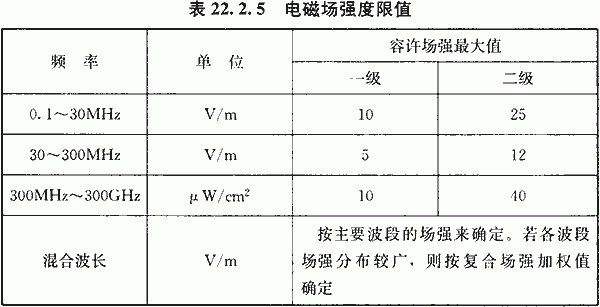 表 22.2.5 电磁场强度限值
频 率 单 位 容许场强最大值
一级 二级
0.1～30MHz V/m 10 25
30～300MHz V/m 5 12
300MHz～300GHz μW/cm² 10 40
混合波长 V/m 按主要波段的场强来确定。若各波段
场强分布较广，则按复合场强加权值
确定